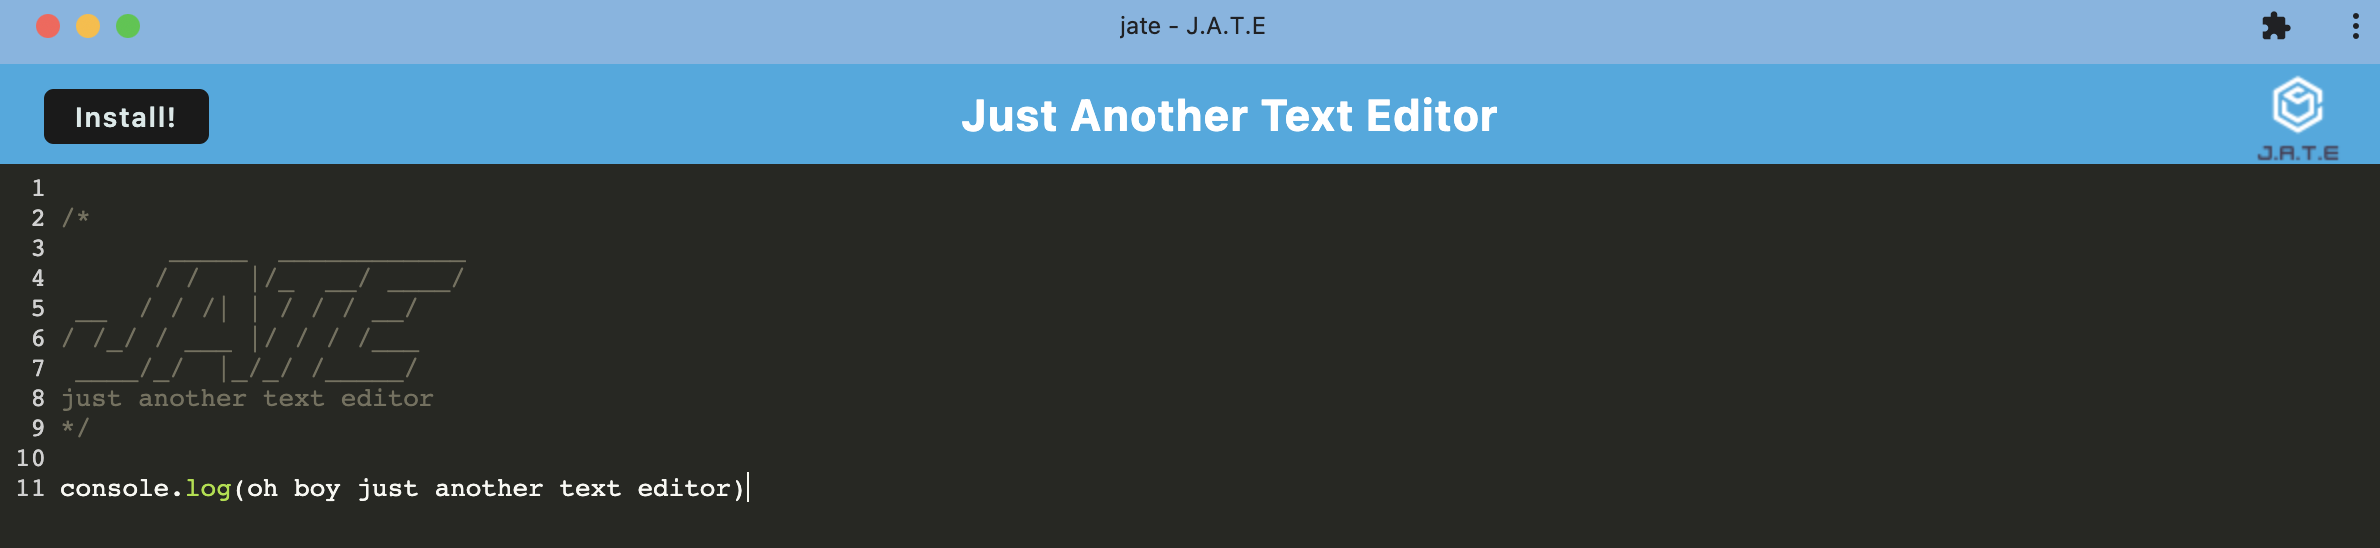 jate - J.A.T.E
Install!
Just Another Text Editor
J.A.T.E
1
2 /*
3        _____  ____________
4       / /   |/_  __/ ____/
5  __  / / /| | / / / __/
6 / /_/ / ___ |/ / / /___
7  ____/_/  |_/_/ /_____/
8 just another text editor
9 */
10
11 console.log(oh boy just another text editor)